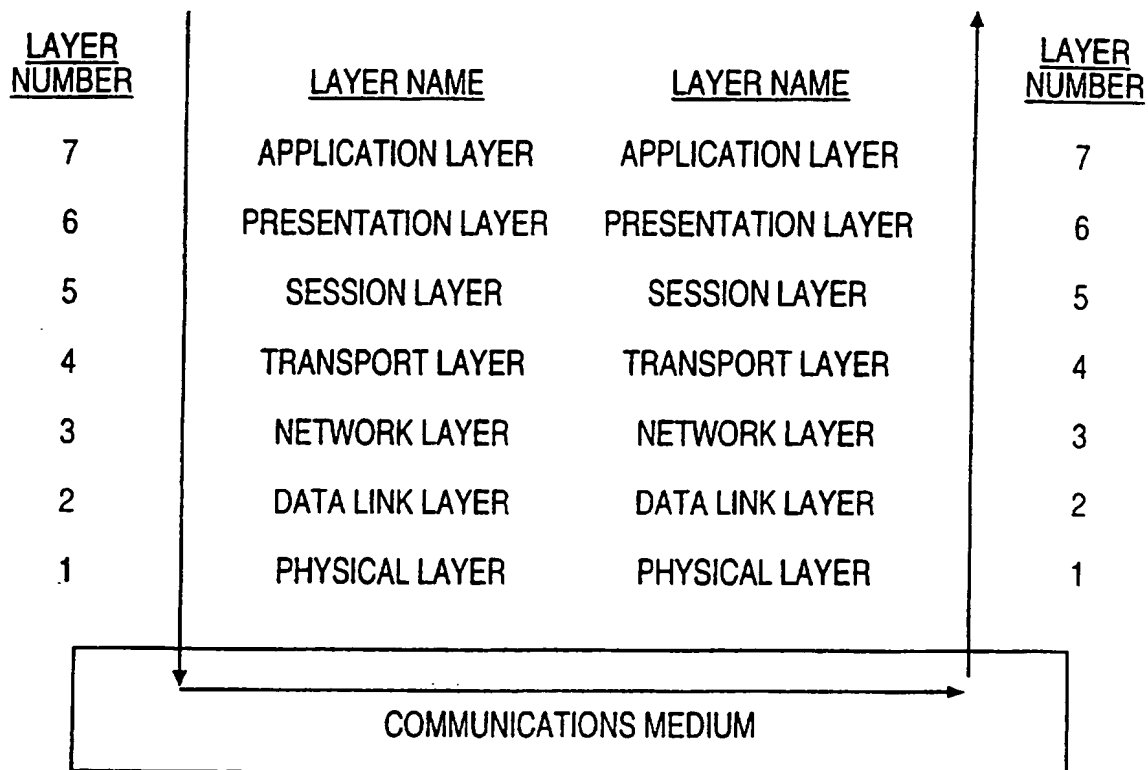 LAYER NUMBER LAYER NAME LAYER NAME LAYER NUMBER
7 APPLICATION LAYER APPLICATION LAYER 7
6 PRESENTATION LAYER PRESENTATION LAYER 6
5 SESSION LAYER SESSION LAYER 5
4 TRANSPORT LAYER TRANSPORT LAYER 4
3 NETWORK LAYER NETWORK LAYER 3
2 DATA LINK LAYER DATA LINK LAYER 2
1 PHYSICAL LAYER PHYSICAL LAYER 1
COMMUNICATIONS MEDIUM